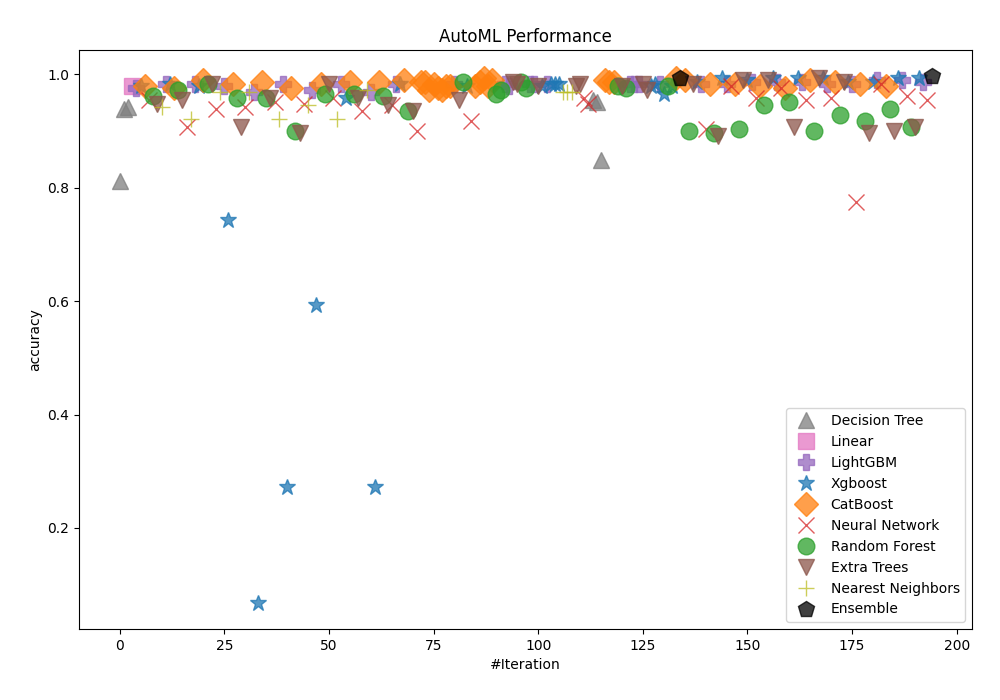 AutoML Performance
1.0
0.8
0.6
0.4
0.2
accuracy
0
25
50
75
100
125
150
175
200
#Iteration
Decision Tree
Linear
LightGBM
Xgboost
CatBoost
Neural Network
Random Forest
Extra Trees
Nearest Neighbors
Ensemble